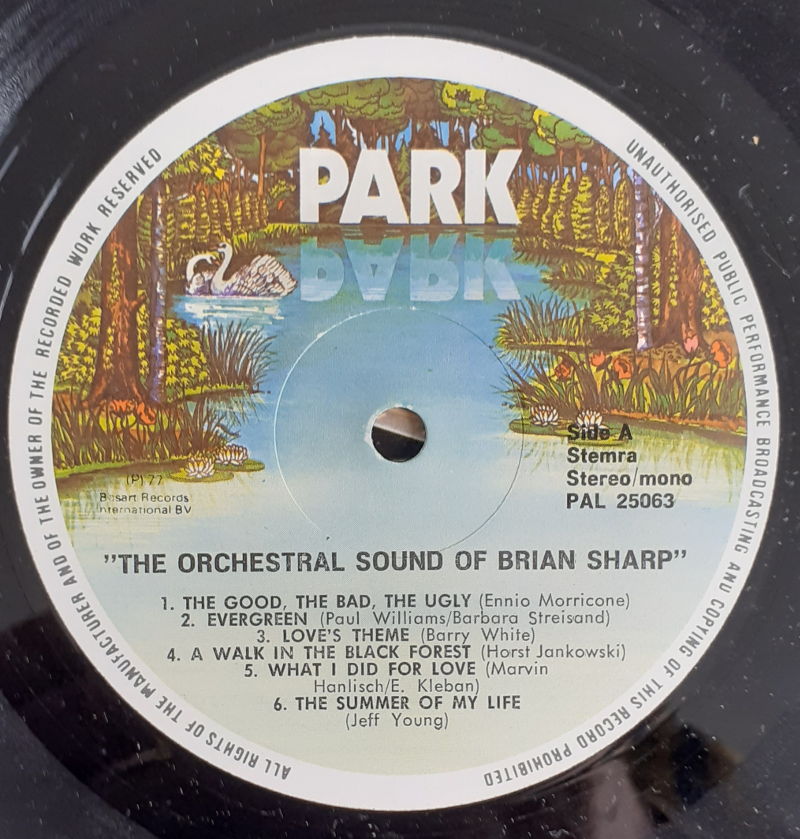 PARK
PARK
ALL RIGHTS OF THE MANUFACTURER AND OF THE OWNER OF THE RECORDED WORK RESERVED
UNAUTHORISED PUBLIC PERFORMANCE BROADCASTING AND COPYING OF THIS RECORD PROHIBITED
Side A
Stemra
Stereo/mono
PAL 25063
(P) 77
Basart Records
International BV
"THE ORCHESTRAL SOUND OF BRIAN SHARP"
1. THE GOOD, THE BAD, THE UGLY (Ennio Morricone)
2. EVERGREEN (Paul Williams/Barbara Streisand)
3. LOVE'S THEME (Barry White)
4. A WALK IN THE BLACK FOREST (Horst Jankowski)
5. WHAT I DID FOR LOVE (Marvin
Hanlisch/E. Kleban)
6. THE SUMMER OF MY LIFE
(Jeff Young)